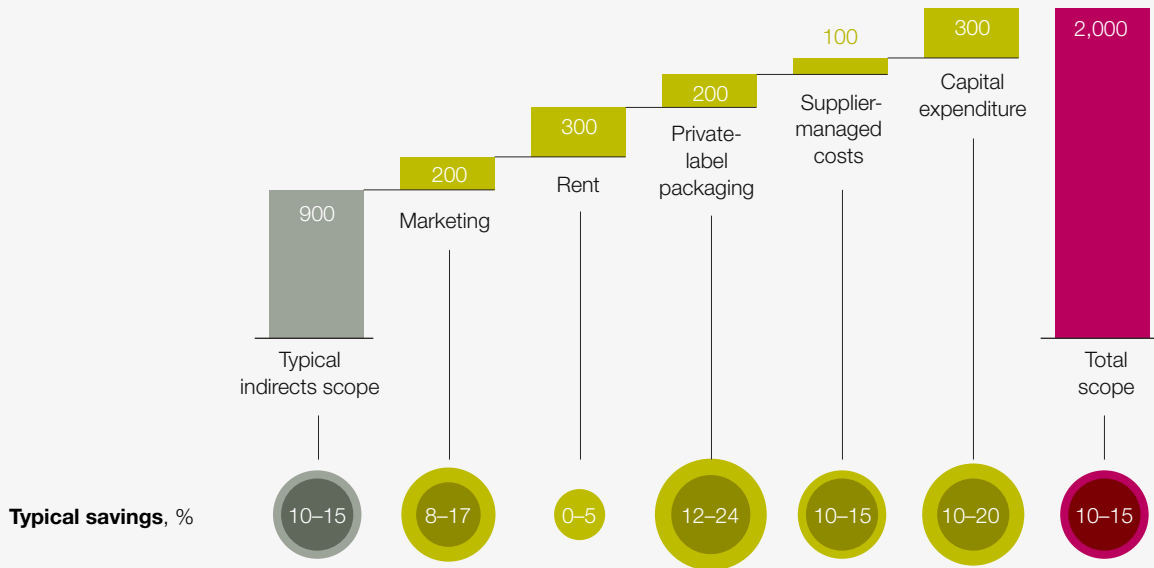 900
Typical
indirects scope
200
Marketing
300
Rent
200
Private-
label
packaging
100
Supplier-
managed
costs
300
Capital
expenditure
2,000
Total
scope
Typical savings, %
10–15
8–17
0–5
12–24
10–15
10–20
10–15